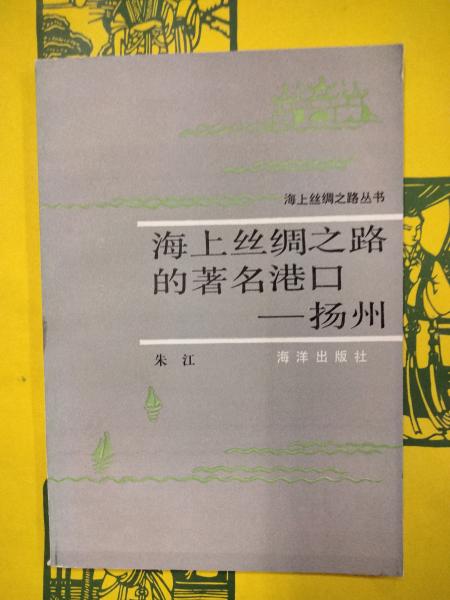 海上丝绸之路丛书
海上丝绸之路
的著名港口
—扬州
朱 江 海洋出版社